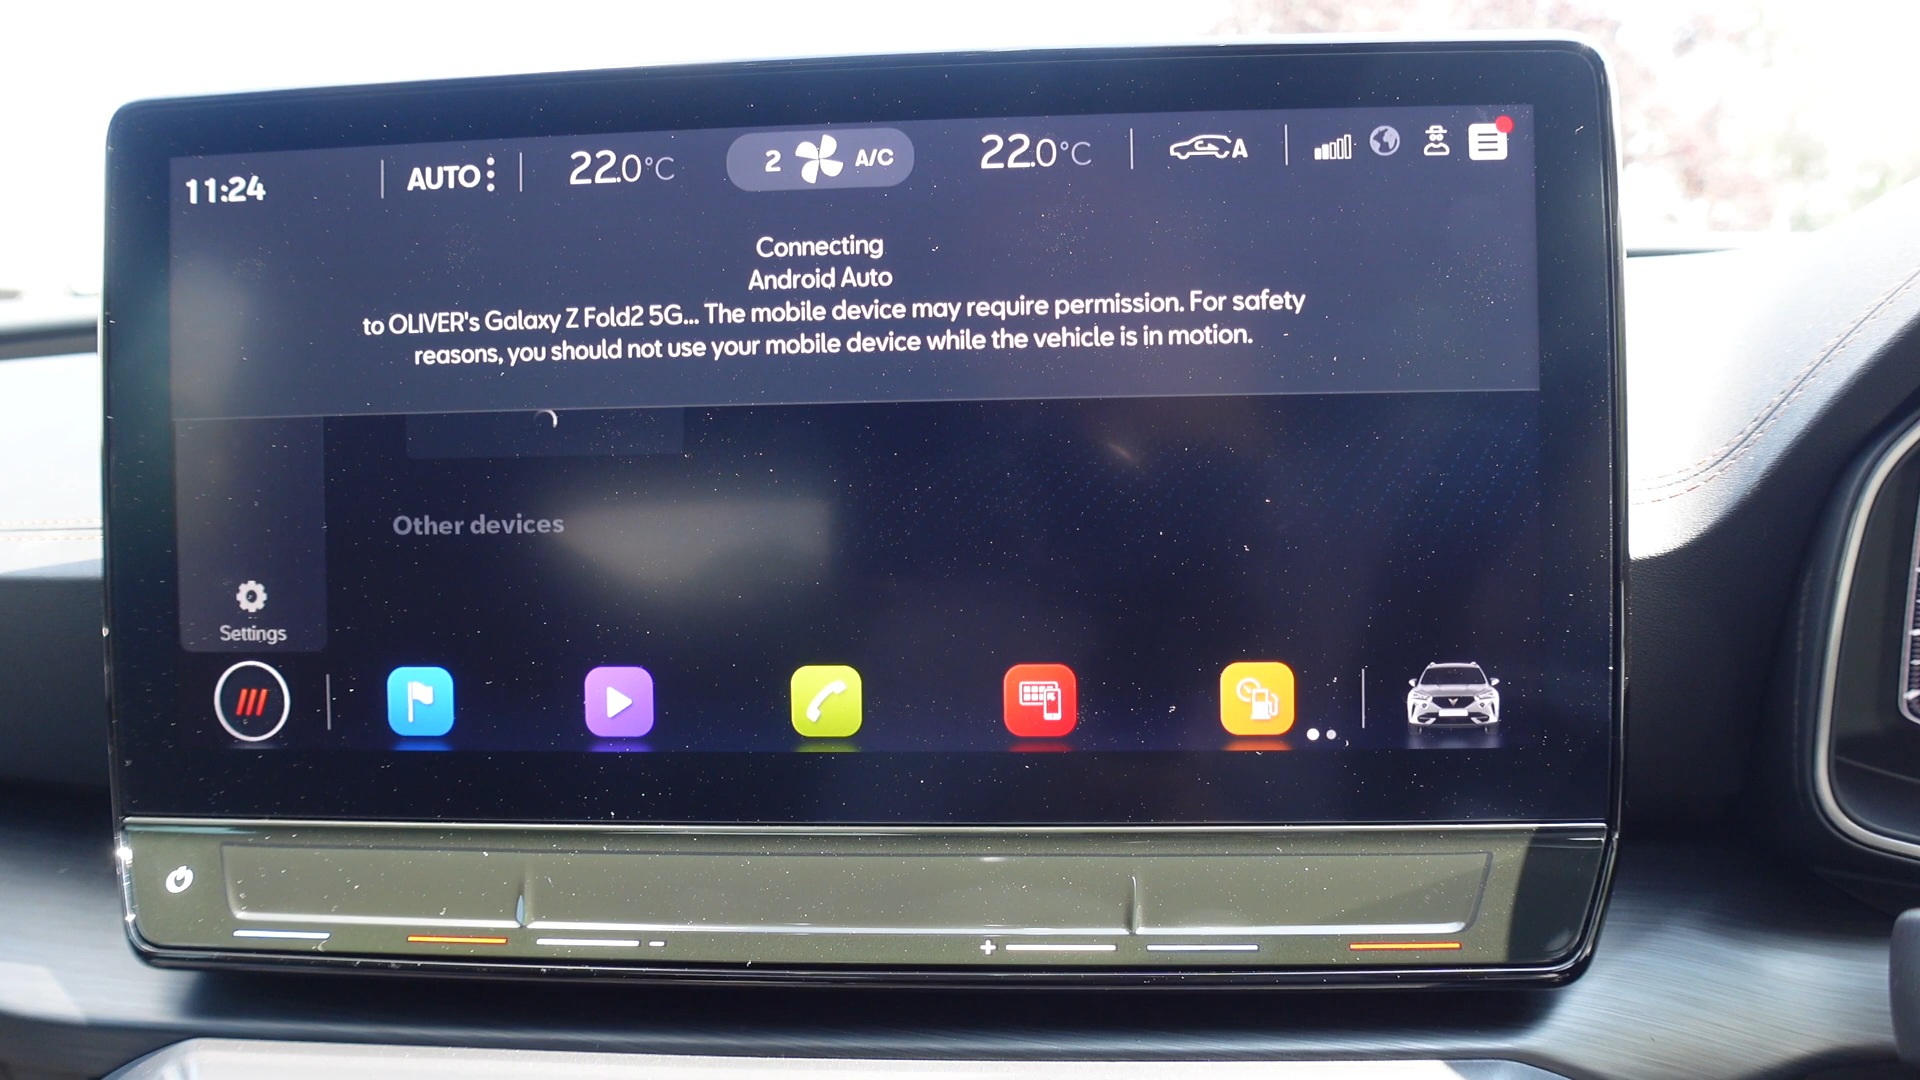 11:24
AUTO
22.0°C
2
A/C
22.0°C
A
Connecting
Android Auto
to OLIVER's Galaxy Z Fold2 5G... The mobile device may require permission. For safety
reasons, you should not use your mobile device while the vehicle is in motion.
Other devices
Settings
- +